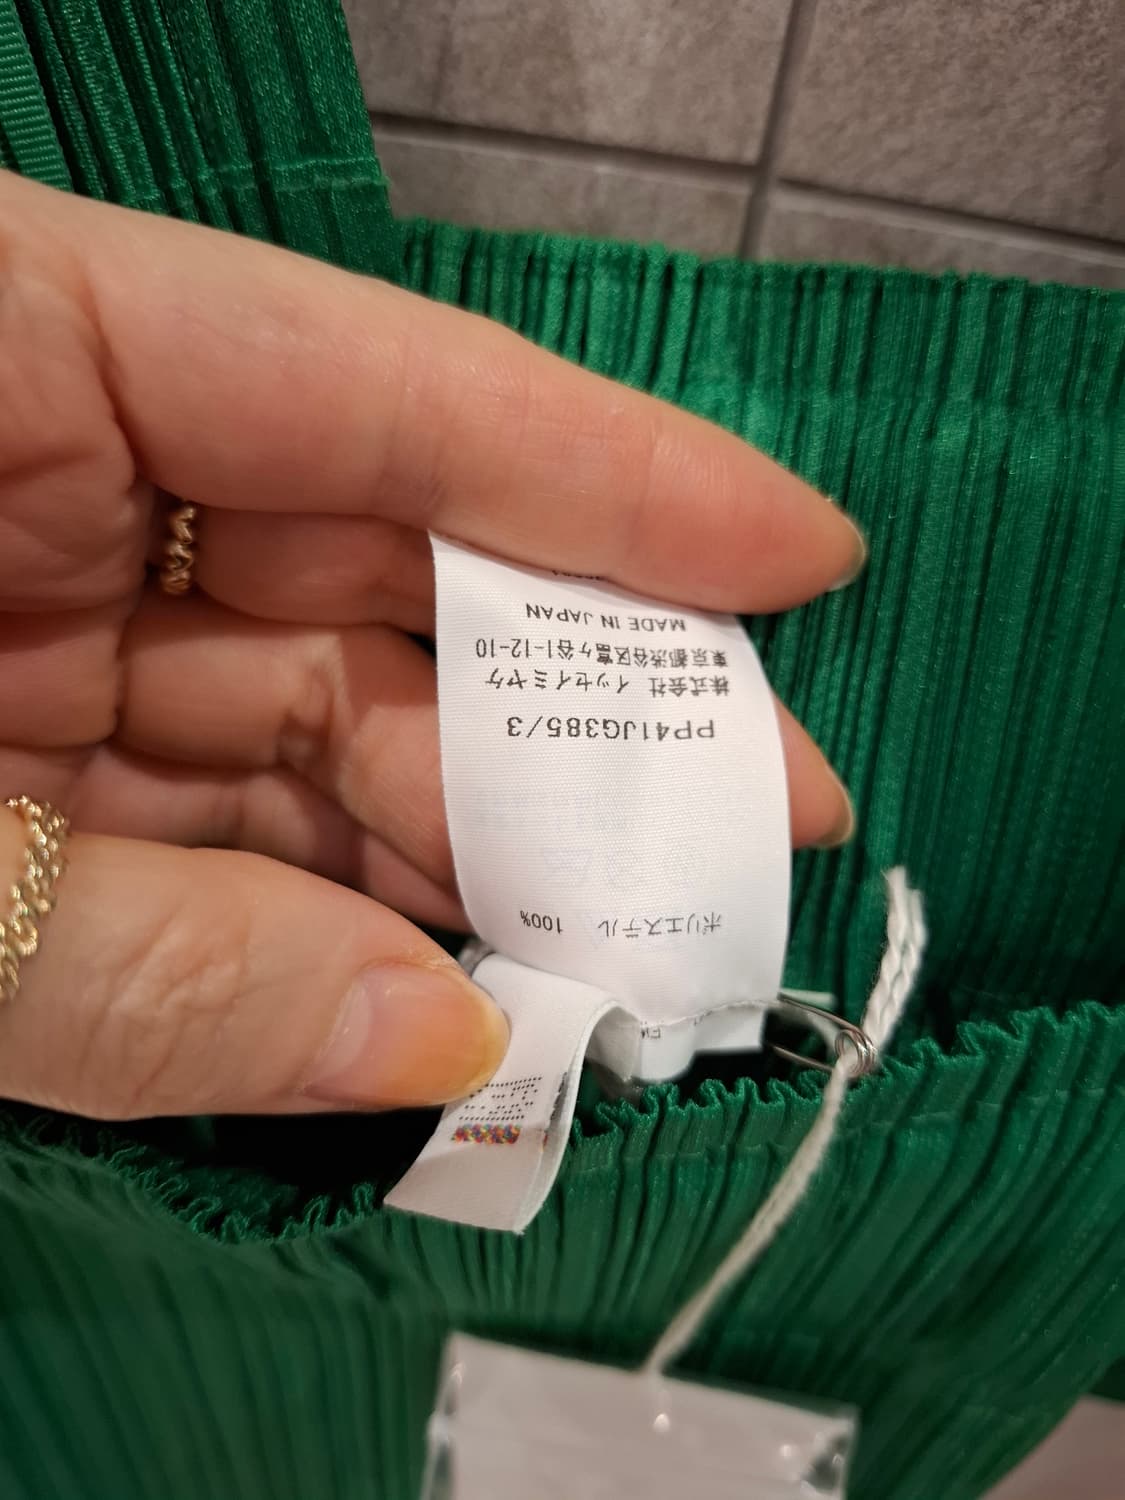 ポリエステル 100%
PP41JG385/3
株式会社 イッセイミヤケ
東京都渋谷区富ヶ谷1-12-10
MADE IN JAPAN